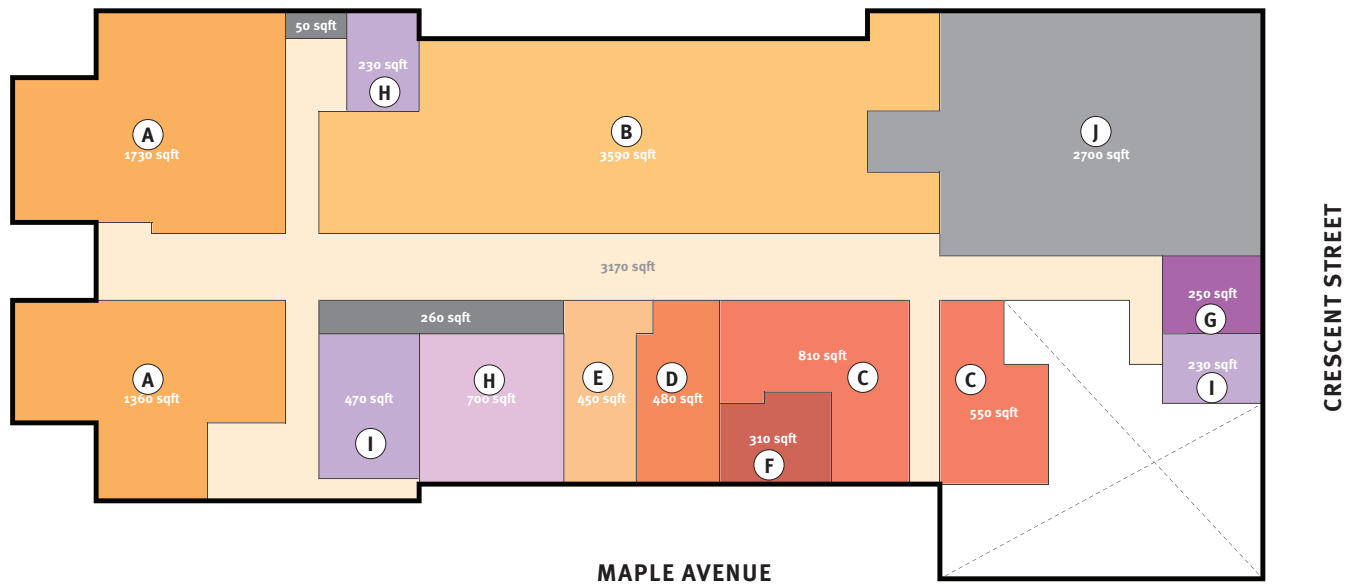 50 sqft
230 sqft
H
A
1730 sqft
B
3590 sqft
J
2700 sqft
CRESCENT STREET
3170 sqft
250 sqft
G
260 sqft
810 sqft
230 sqft
I
A
1360 sqft
470 sqft
I
H
700 sqft
E
450 sqft
D
480 sqft
C
C
550 sqft
310 sqft
F
MAPLE AVENUE